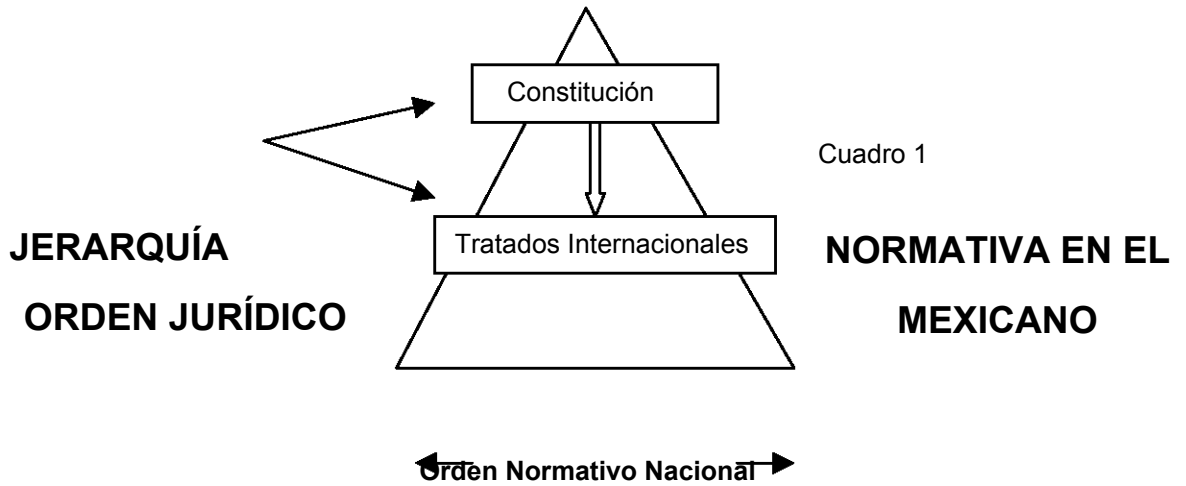 Constitución
Cuadro 1
Tratados Internacionales
JERARQUÍA NORMATIVA EN EL
ORDEN JURÍDICO MEXICANO
Orden Normativo Nacional